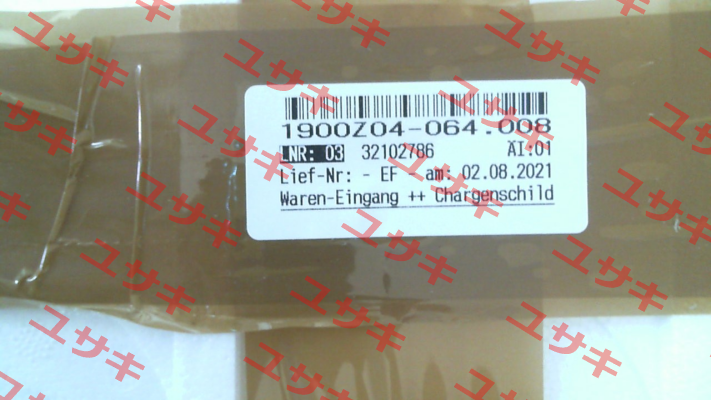 1900Z04-064.008
LNR: 03 32102786 AI:01
Lief-Nr: - EF - am: 02.08.2021
Waren-Eingang ++ Chargenschild
ユサキ